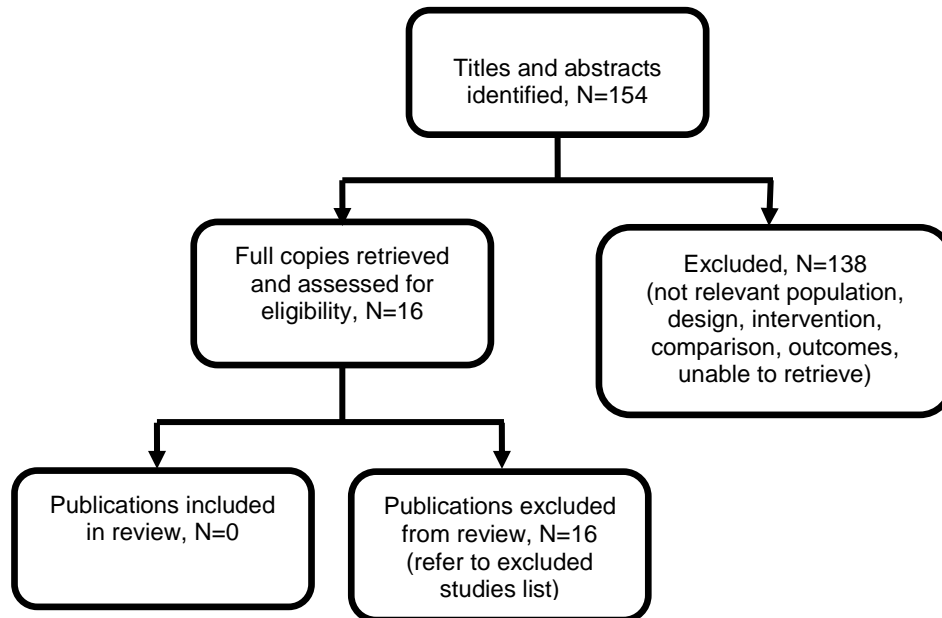 Titles and abstracts
identified, N=154
Full copies retrieved
and assessed for
eligibility, N=16
Excluded, N=138
(not relevant population,
design, intervention,
comparison, outcomes,
unable to retrieve)
Publications included
in review, N=0
Publications excluded
from review, N=16
(refer to excluded
studies list)